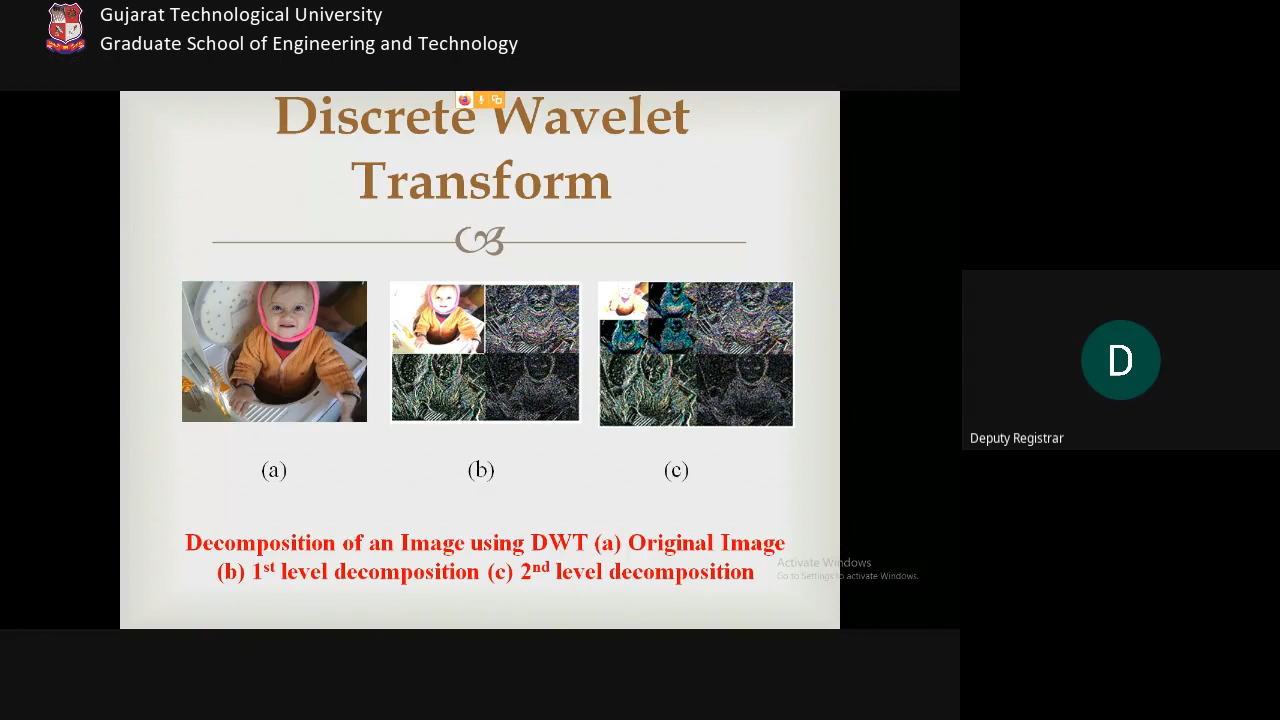 Gujarat Technological University
Graduate School of Engineering and Technology
Discrete Wavelet
Transform
(a)
(b)
(c)
Decomposition of an Image using DWT (a) Original Image
(b) 1st level decomposition (c) 2nd level decomposition
Activate Windows
Go to Settings to activate Windows.
D
Deputy Registrar